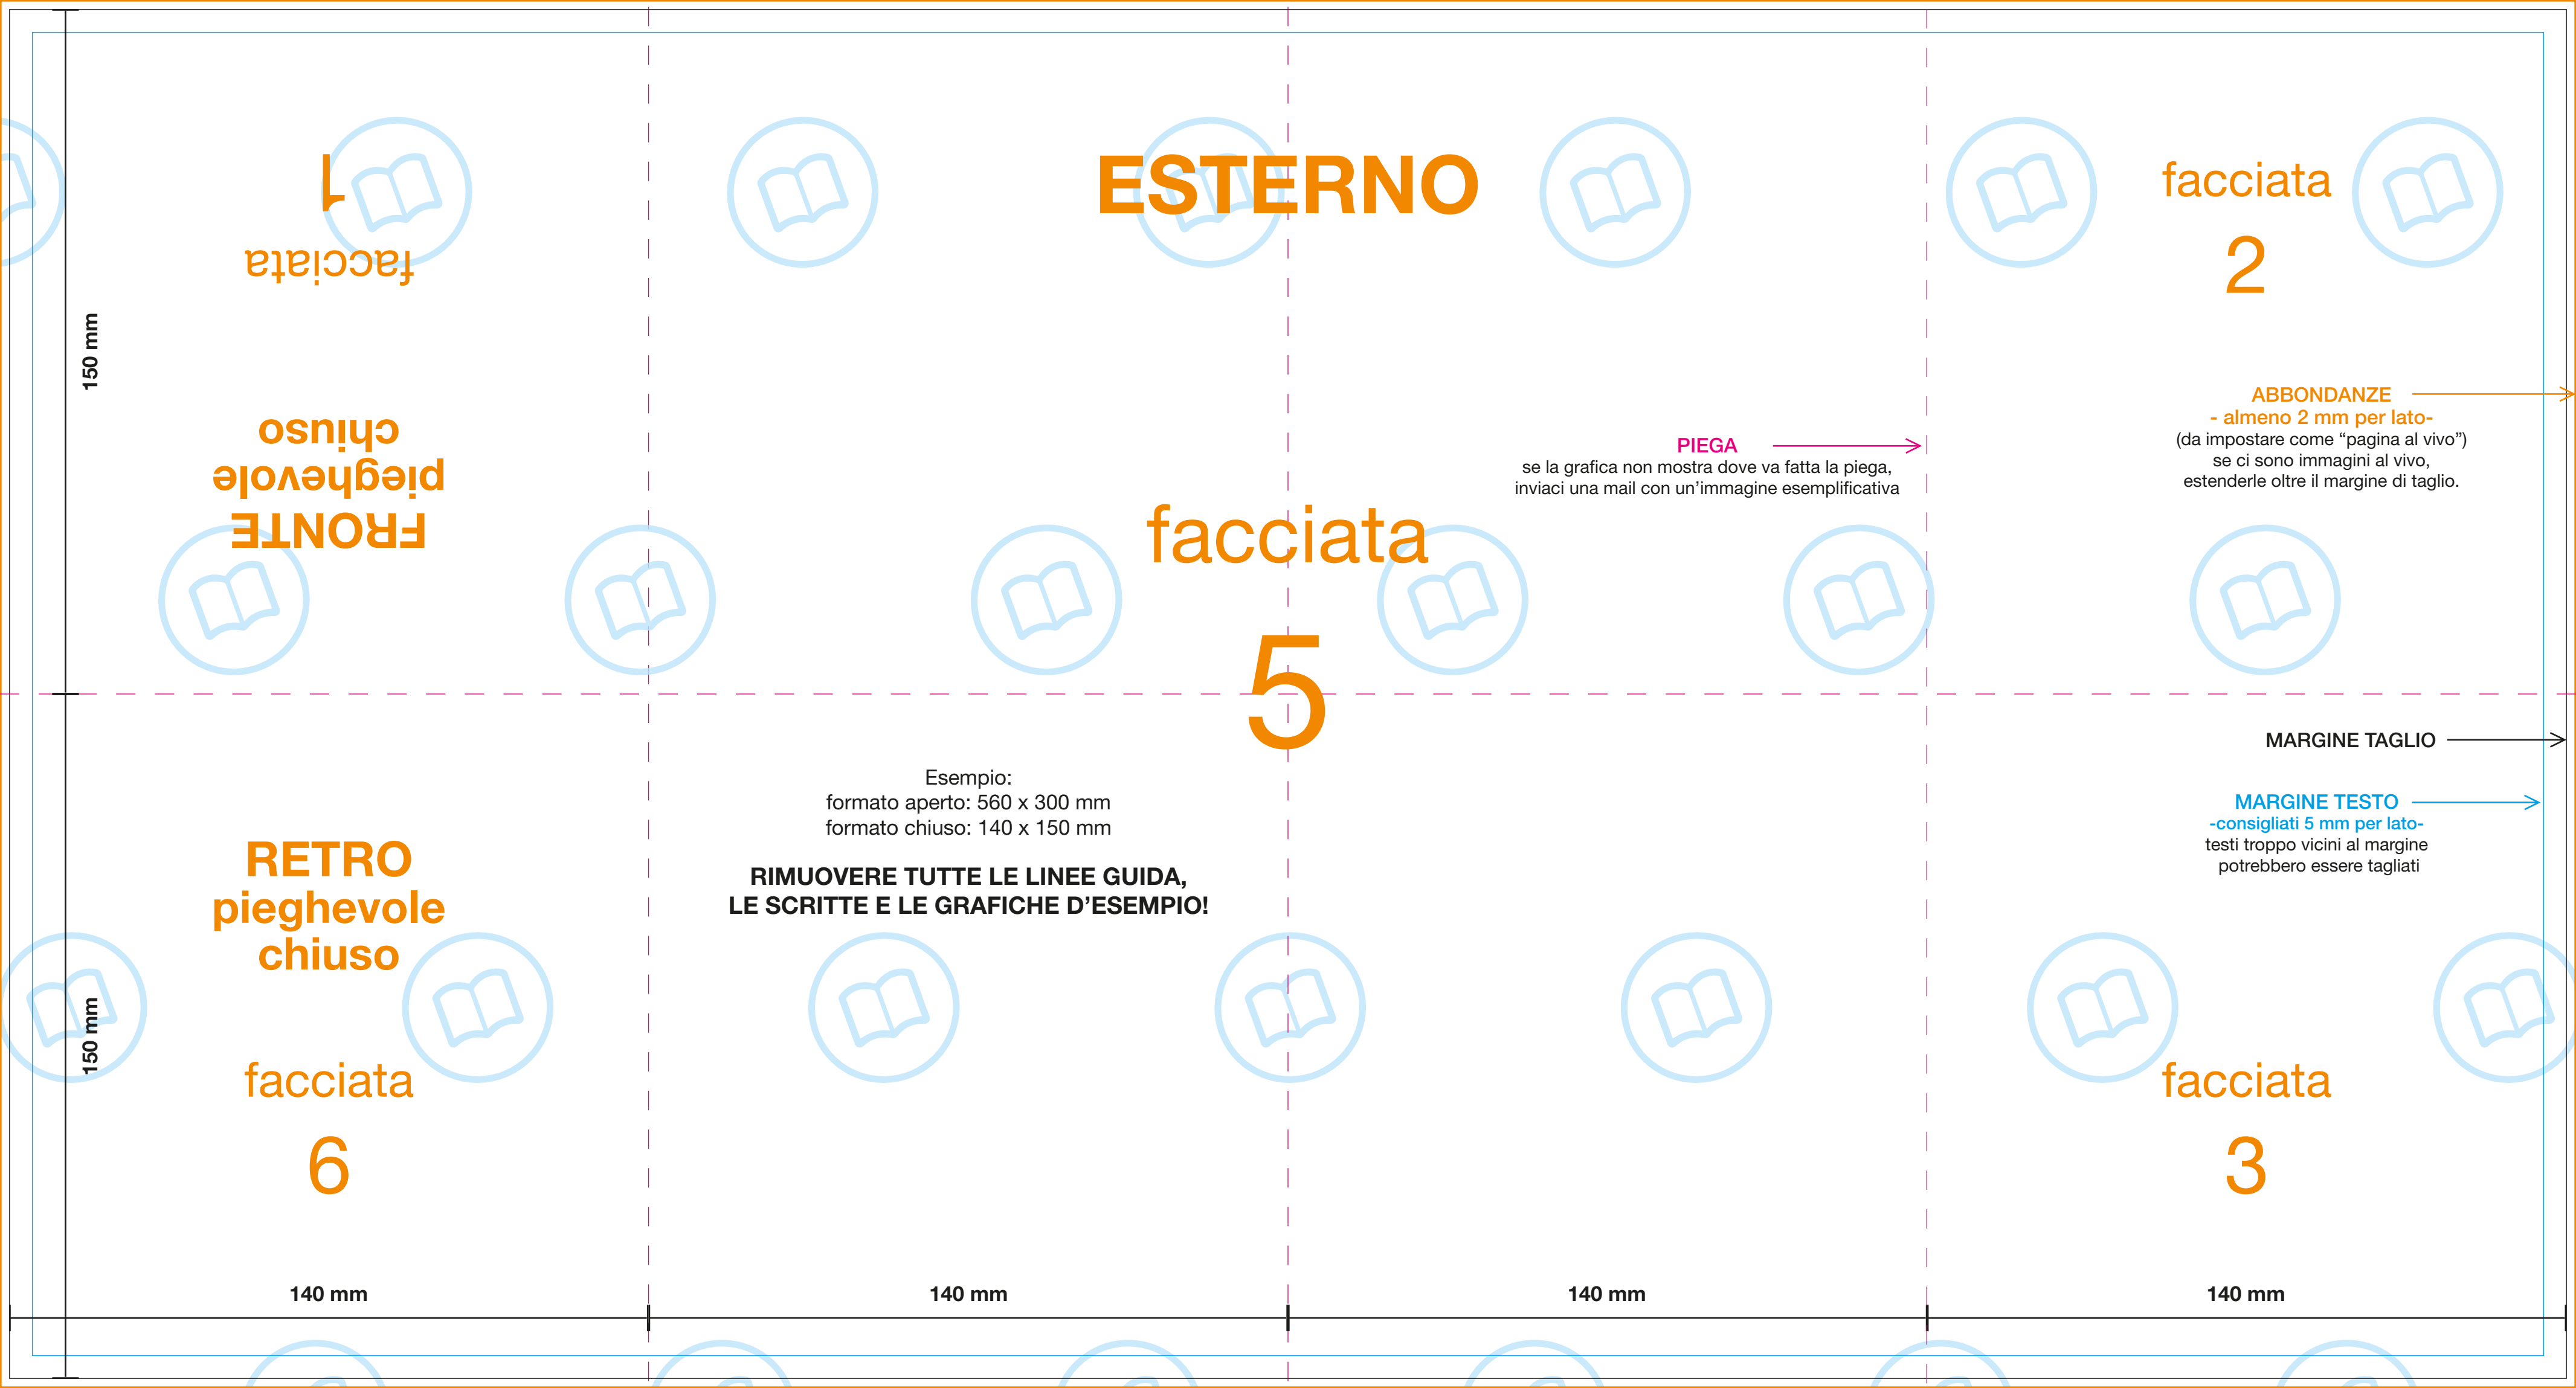 ESTERNO
1
facciata
FRONTE
pieghevole
chiuso
150 mm
facciata
2
ABBONDANZE
- almeno 2 mm per lato-
(da impostare come “pagina al vivo”)
se ci sono immagini al vivo,
estenderle oltre il margine di taglio.
PIEGA
se la grafica non mostra dove va fatta la piega,
inviaci una mail con un’immagine esemplificativa
facciata
5
MARGINE TAGLIO
MARGINE TESTO
-consigliati 5 mm per lato-
testi troppo vicini al margine
potrebbero essere tagliati
Esempio:
formato aperto: 560 x 300 mm
formato chiuso: 140 x 150 mm
RIMUOVERE TUTTE LE LINEE GUIDA,
LE SCRITTE E LE GRAFICHE D’ESEMPIO!
RETRO
pieghevole
chiuso
150 mm
facciata
6
facciata
3
140 mm
140 mm
140 mm
140 mm